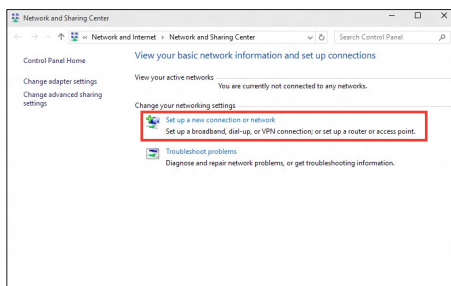 Network and Sharing Center
« Network and Internet › Network and Sharing Center
Search Control Panel
Control Panel Home
Change adapter settings
Change advanced sharing
settings
View your basic network information and set up connections
View your active networks
You are currently not connected to any networks.
Change your networking settings
Set up a new connection or network
Set up a broadband, dial-up, or VPN connection; or set up a router or access point.
Troubleshoot problems
Diagnose and repair network problems, or get troubleshooting information.